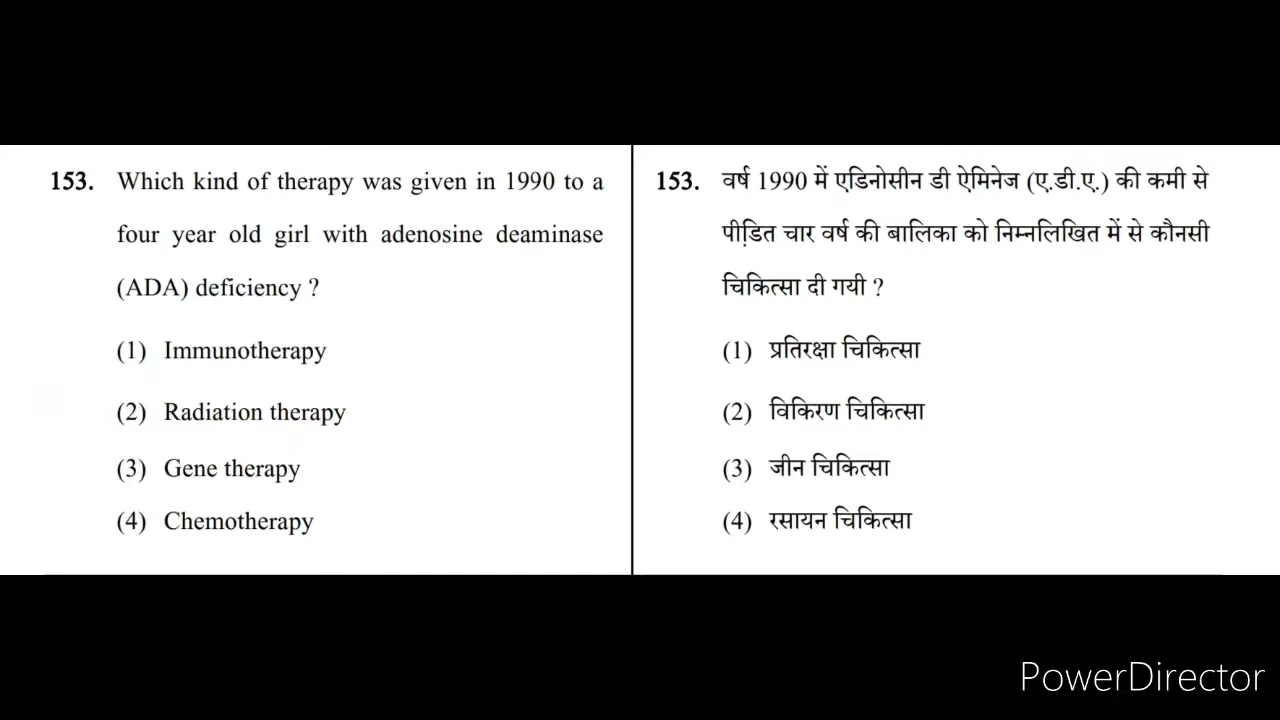 153. Which kind of therapy was given in 1990 to a
four year old girl with adenosine deaminase
(ADA) deficiency ?
(1) Immunotherapy
(2) Radiation therapy
(3) Gene therapy
(4) Chemotherapy
153. वर्ष 1990 में एडिनोसीन डी ऐमिनेज (ए.डी.ए.) की कमी से
पीड़ित चार वर्ष की बालिका को निम्नलिखित में से कौनसी
चिकित्सा दी गयी ?
(1) प्रतिरक्षा चिकित्सा
(2) विकिरण चिकित्सा
(3) जीन चिकित्सा
(4) रसायन चिकित्सा
PowerDirector